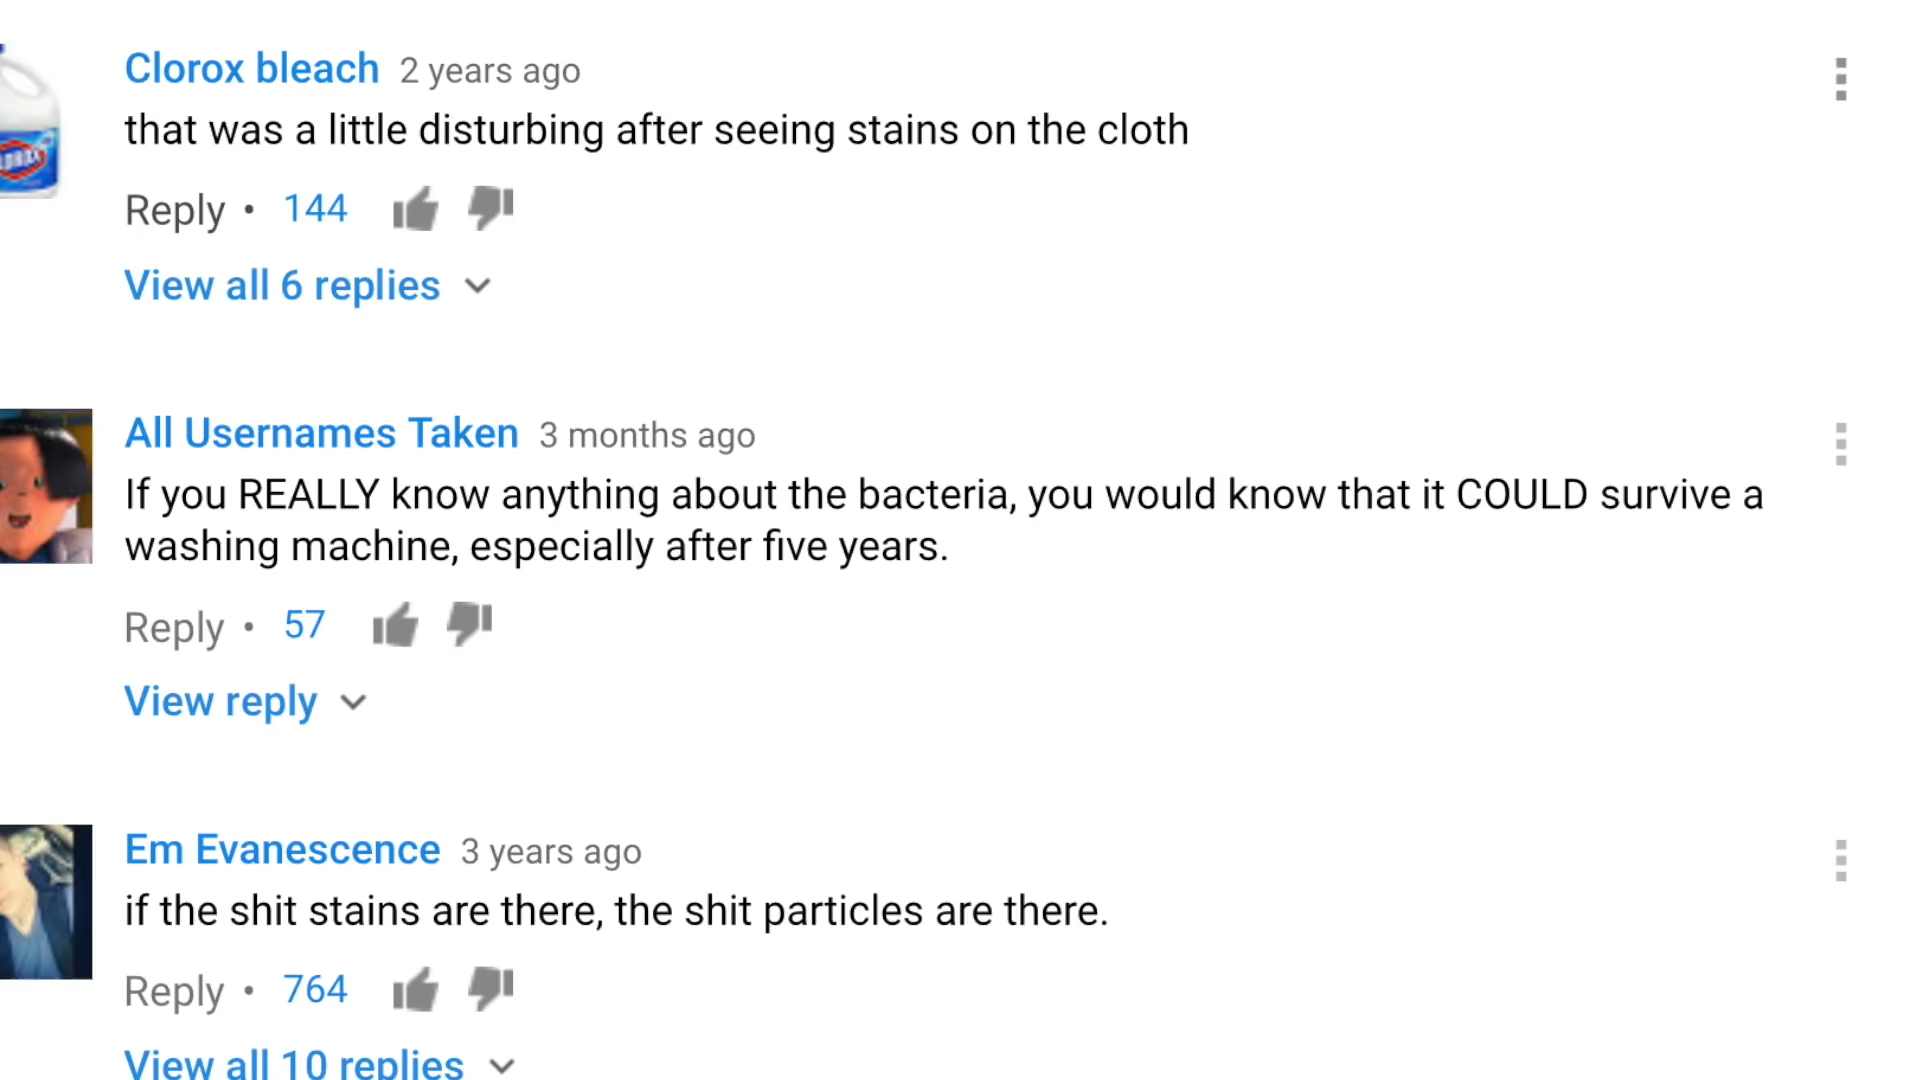 Clorox bleach 2 years ago
that was a little disturbing after seeing stains on the cloth
Reply • 144
View all 6 replies
All Usernames Taken 3 months ago
If you REALLY know anything about the bacteria, you would know that it COULD survive a
washing machine, especially after five years.
Reply • 57
View reply
Em Evanescence 3 years ago
if the shit stains are there, the shit particles are there.
Reply • 764
View all 10 replies